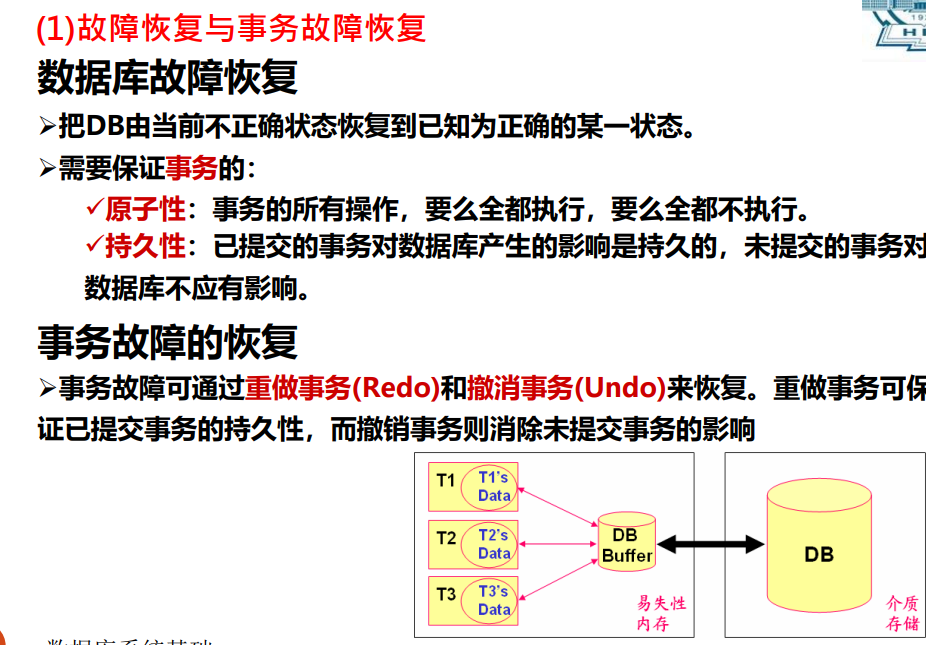 (1)故障恢复与事务故障恢复
数据库故障恢复
➢把DB由当前不正确状态恢复到已知为正确的某一状态。
➢需要保证事务的：
✓原子性：事务的所有操作，要么全都执行，要么全都不执行。
✓持久性：已提交的事务对数据库产生的影响是持久的，未提交的事务对
数据库不应有影响。
事务故障的恢复
➢事务故障可通过重做事务(Redo)和撤消事务(Undo)来恢复。重做事务可保
证已提交事务的持久性，而撤销事务则消除未提交事务的影响
T1
T1's
Data
T2
T2's
Data
T3
T3's
Data
DB
Buffer
易失性
内存
DB
介质
存储